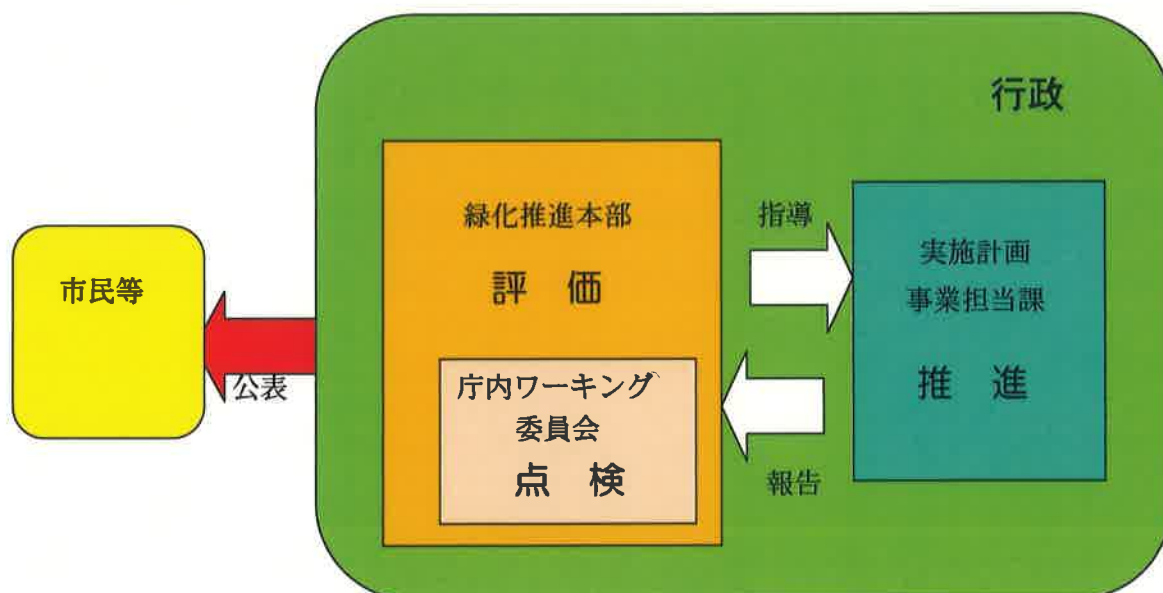 行政
緑化推進本部
評 価
庁内ワーキング
委員会
点 検
指導
報告
実施計画
事業担当課
推 進
公表
市民等